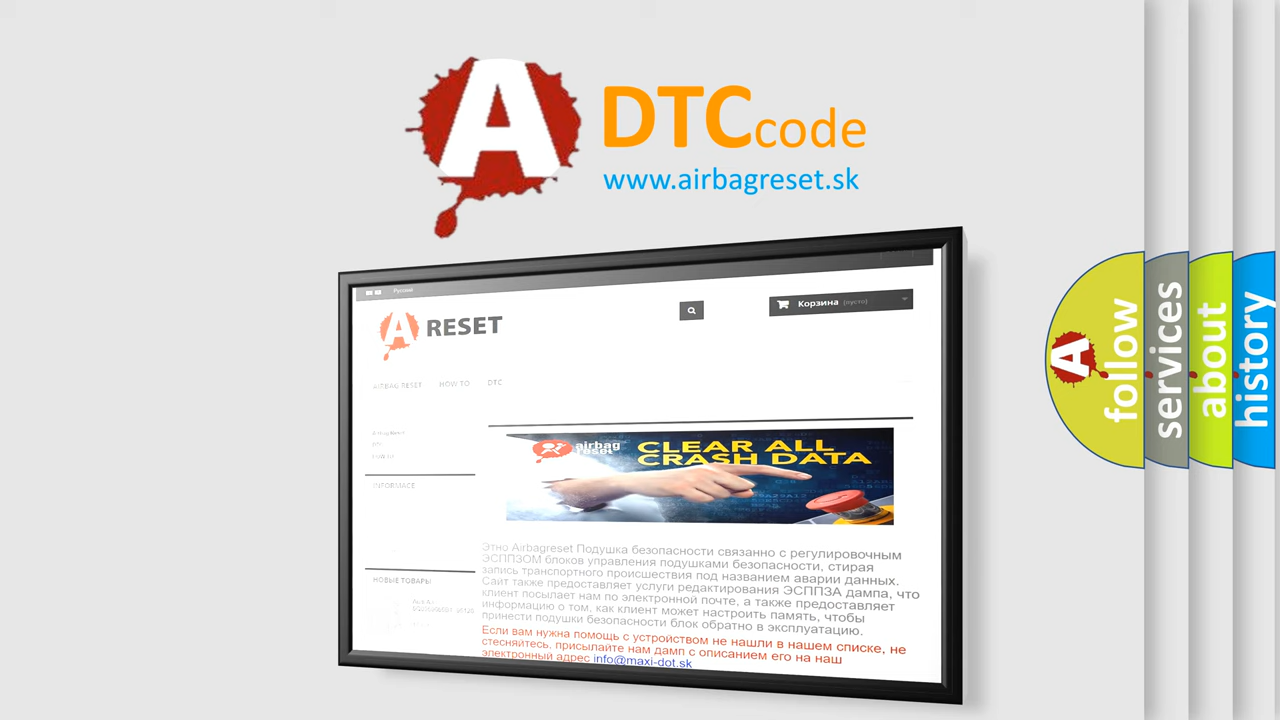 A DTCcode
www.airbagreset.sk
Русский
A RESET
Корзина (пусто)
AIRBAG RESET HOW TO DTC
Airbag Reset
INFORMACE
airbag
reset
CLEAR ALL
CRASH DATA
Этно Airbagreset Подушка безопасности связанно с регулировочным
ЭСППЗОМ блоков управления подушками безопасности, стирая
запись транспортного происшествия под названием аварии данных.
Сайт также предоставляет услуги редактирования ЭСППЗА дампа, что
клиент посылает нам по электронной почте, а также предоставляет
информацию о том, как клиент может настроить память, чтобы
принести подушки безопасности блок обратно в эксплуатацию.
Если вам нужна помощь с устройством не нашли в нашем списке, не
стесняйтесь, присылайте нам дамп с описанием его на наш
электронный адрес info@maxi-dot.sk
НОВЫЕ ТОВАРЫ
A follow
services
about
history